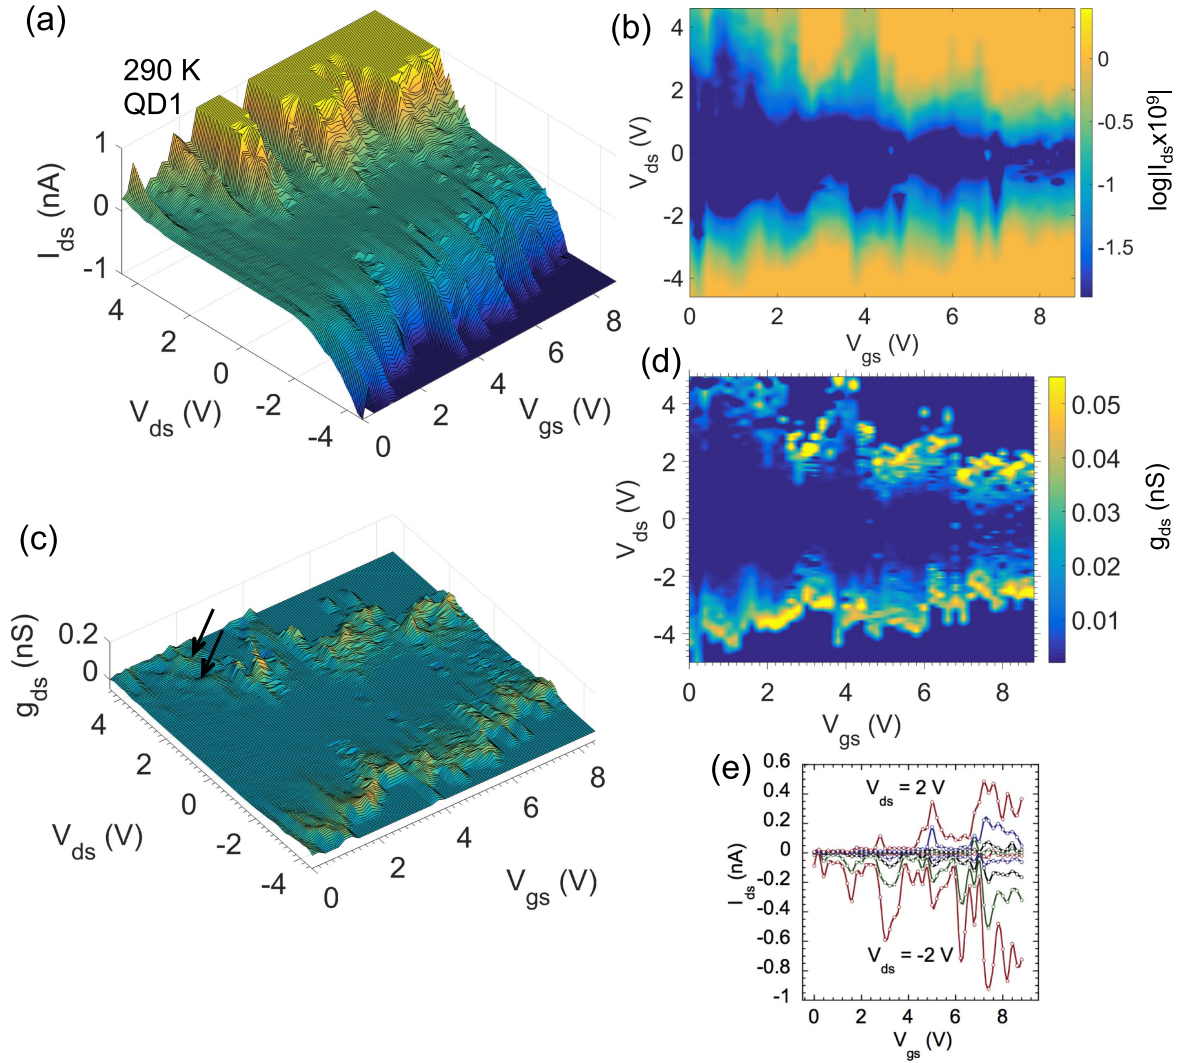 (a)
290 K
QD1
I_ds (nA)
1
0
-1
4
2
0
-2
-4
V_ds (V)
0
2
4
6
8
V_gs (V)
(b)
V_ds (V)
4
2
0
-2
-4
0
2
4
6
8
V_gs (V)
0
-0.5
-1
-1.5
log|I_dsx10^9|
(c)
g_ds (nS)
0.2
0
4
2
0
-2
-4
V_ds (V)
0
2
4
6
8
V_gs (V)
(d)
V_ds (V)
4
2
0
-2
-4
0
2
4
6
8
V_gs (V)
0.05
0.04
0.03
0.02
0.01
g_ds (nS)
(e)
I_ds (nA)
0.6
0.4
0.2
0
-0.2
-0.4
-0.6
-0.8
-1
V_ds = 2 V
V_ds = -2 V
0
2
4
6
8
V_gs (V)